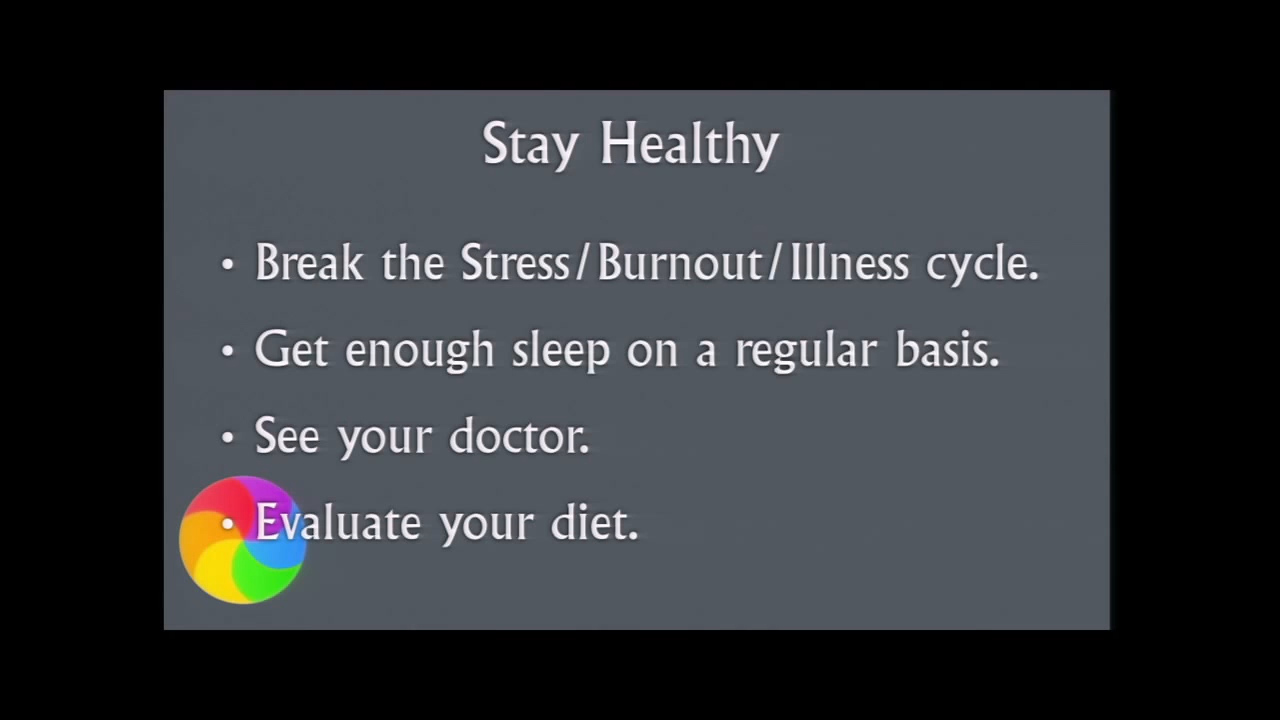 Stay Healthy
• Break the Stress/Burnout/Illness cycle.
• Get enough sleep on a regular basis.
• See your doctor.
• Evaluate your diet.